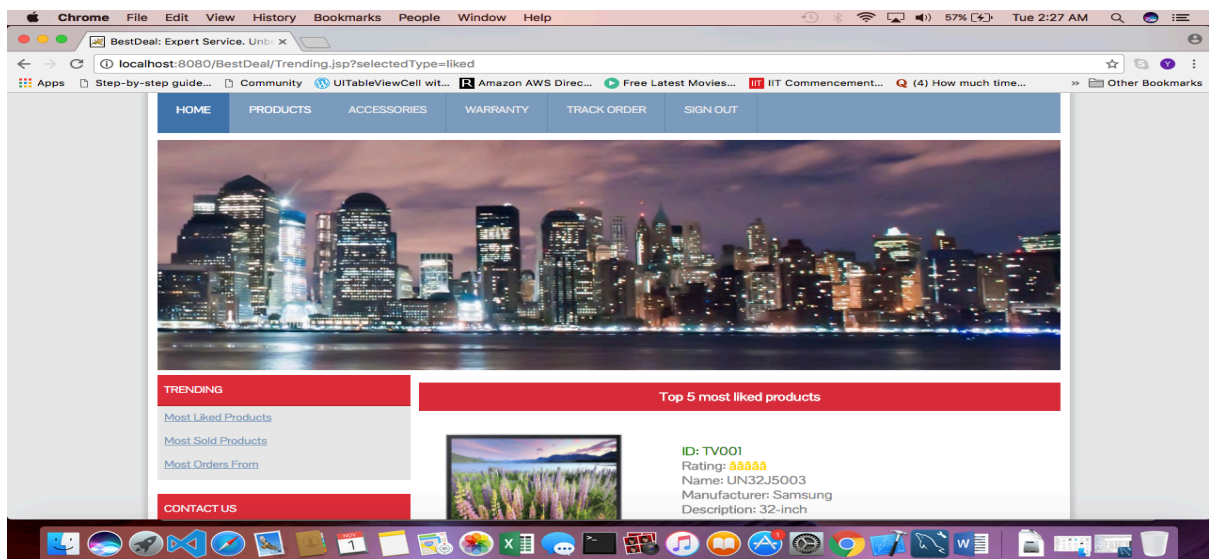 Chrome File Edit View History Bookmarks People Window Help 57% Tue 2:27 AM
BestDeal: Expert Service. Unb
localhost:8080/BestDeal/Trending.jsp?selectedType=liked
Apps Step-by-step guide... Community UITableViewCell wit... Amazon AWS Direc... Free Latest Movies... IIT IIT Commencement... (4) How much time... » Other Bookmarks
HOME PRODUCTS ACCESSORIES WARRANTY TRACK ORDER SIGN OUT
TRENDING
Most Liked Products
Most Sold Products
Most Orders From
CONTACT US
Top 5 most liked products
ID: TV001
Rating: âââââ
Name: UN32J5003
Manufacturer: Samsung
Description: 32-inch
NOV
1